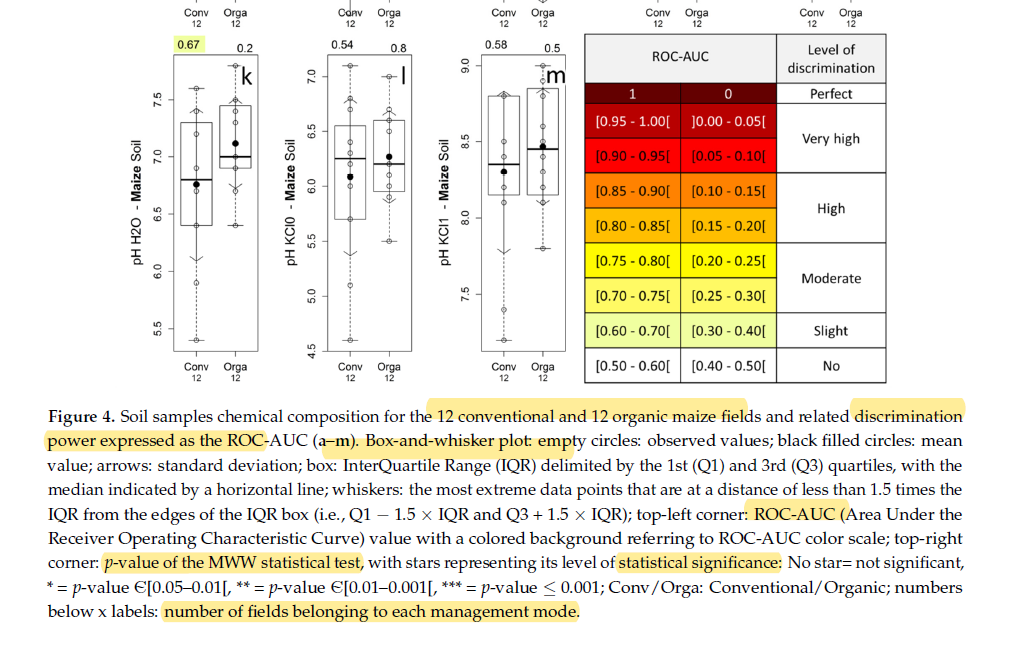 Conv Orga Conv Orga Conv Orga Conv Orga Conv Orga
12 12 12 12 12 12 12 12 12 12
0.67 0.2
k
pH H2O - Maize Soil
7.5
7.0
6.5
6.0
5.5
Conv Orga
12 12
0.54 0.8
l
pH KCl0 - Maize Soil
7.0
6.5
6.0
5.5
5.0
4.5
Conv Orga
12 12
0.58 0.5
m
pH KCl1 - Maize Soil
9.0
8.5
8.0
7.5
Conv Orga
12 12
ROC-AUC Level of
discrimination
1 0 Perfect
[0.95 - 1.00[ ]0.00 - 0.05[
Very high
[0.90 - 0.95[ [0.05 - 0.10[
[0.85 - 0.90[ [0.10 - 0.15[
High
[0.80 - 0.85[ [0.15 - 0.20[
[0.75 - 0.80[ [0.20 - 0.25[
Moderate
[0.70 - 0.75[ [0.25 - 0.30[
[0.60 - 0.70[ [0.30 - 0.40[ Slight
[0.50 - 0.60[ [0.40 - 0.50[ No
Figure 4. Soil samples chemical composition for the 12 conventional and 12 organic maize fields and related discrimination
power expressed as the ROC-AUC (a–m). Box-and-whisker plot: empty circles: observed values; black filled circles: mean
value; arrows: standard deviation; box: InterQuartile Range (IQR) delimited by the 1st (Q1) and 3rd (Q3) quartiles, with the
median indicated by a horizontal line; whiskers: the most extreme data points that are at a distance of less than 1.5 times the
IQR from the edges of the IQR box (i.e., Q1 − 1.5 × IQR and Q3 + 1.5 × IQR); top-left corner: ROC-AUC (Area Under the
Receiver Operating Characteristic Curve) value with a colored background referring to ROC-AUC color scale; top-right
corner: p-value of the MWW statistical test, with stars representing its level of statistical significance: No star= not significant,
* = p-value Є[0.05–0.01[, ** = p-value Є[0.01–0.001[, *** = p-value ≤ 0.001; Conv/Orga: Conventional/Organic; numbers
below x labels: number of fields belonging to each management mode.